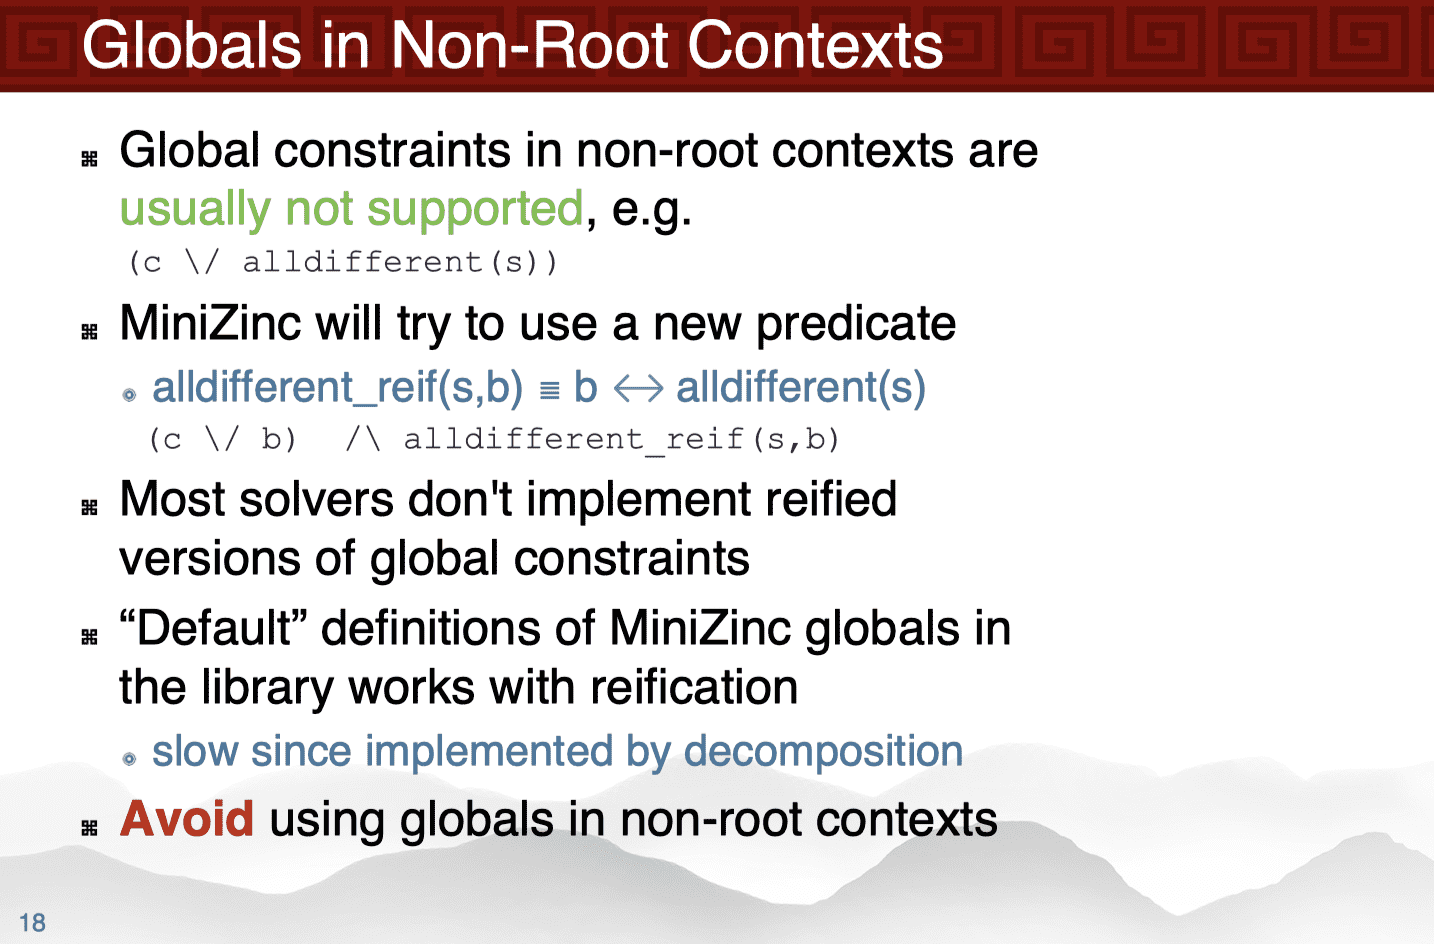 Globals in Non-Root Contexts
Global constraints in non-root contexts are
usually not supported, e.g.
(c \/ alldifferent(s))
MiniZinc will try to use a new predicate
alldifferent_reif(s,b) ≡ b ↔ alldifferent(s)
(c \/ b) /\ alldifferent_reif(s,b)
Most solvers don't implement reified
versions of global constraints
“Default” definitions of MiniZinc globals in
the library works with reification
slow since implemented by decomposition
Avoid using globals in non-root contexts
18